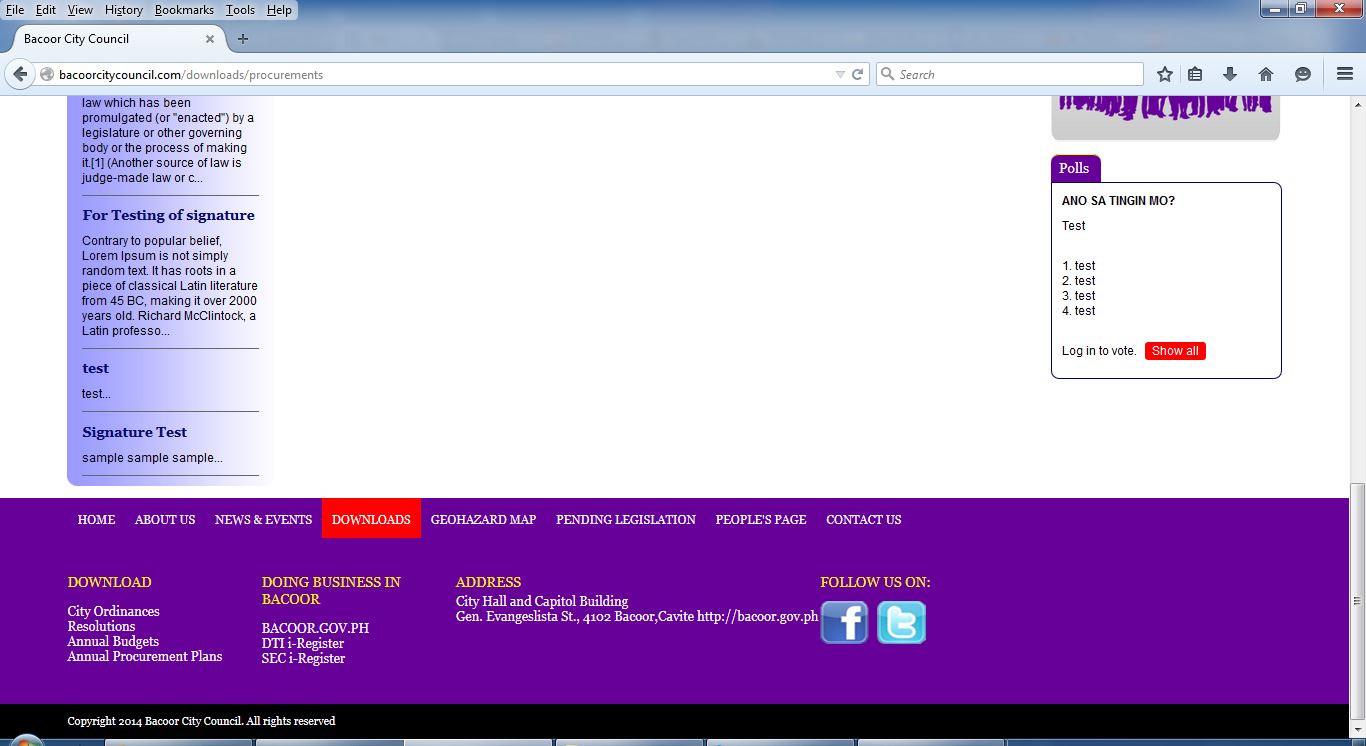 File Edit View History Bookmarks Tools Help
Bacoor City Council
bacoorcitycouncil.com/downloads/procurements
Search
law which has been
promulgated (or "enacted") by a
legislature or other governing
body or the process of making
it.[1] (Another source of law is
judge-made law or c...
For Testing of signature
Contrary to popular belief,
Lorem Ipsum is not simply
random text. It has roots in a
piece of classical Latin literature
from 45 BC, making it over 2000
years old. Richard McClintock, a
Latin professo...
test
test...
Signature Test
sample sample sample...
Polls
ANO SA TINGIN MO?
Test
1. test
2. test
3. test
4. test
Log in to vote. Show all
HOME ABOUT US NEWS & EVENTS DOWNLOADS GEOHAZARD MAP PENDING LEGISLATION PEOPLE'S PAGE CONTACT US
DOWNLOAD
City Ordinances
Resolutions
Annual Budgets
Annual Procurement Plans
DOING BUSINESS IN
BACOOR
BACOOR.GOV.PH
DTI i-Register
SEC i-Register
ADDRESS
City Hall and Capitol Building
Gen. Evangeslista St., 4102 Bacoor,Cavite http://bacoor.gov.ph
FOLLOW US ON:
Copyright 2014 Bacoor City Council. All rights reserved